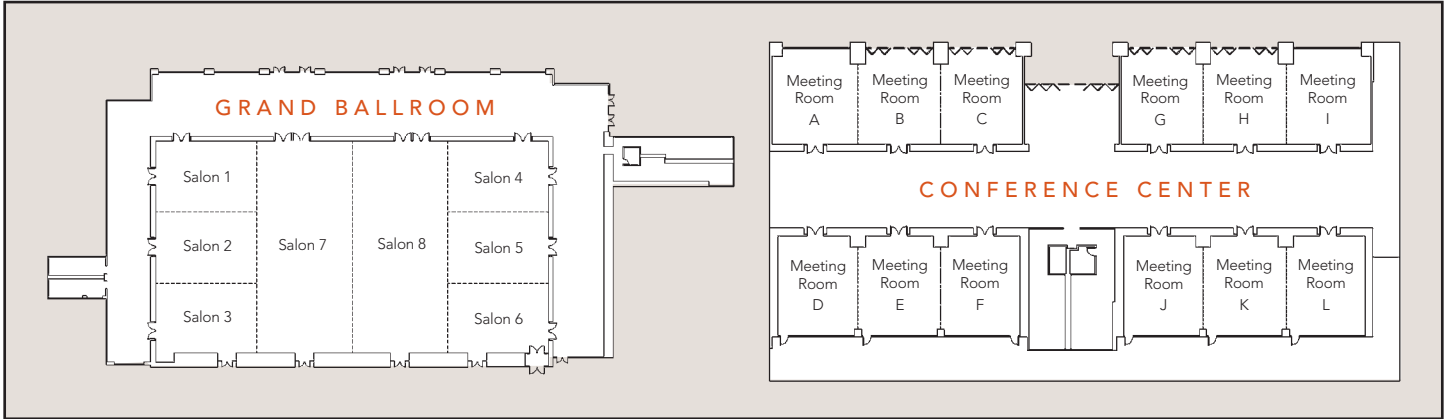 GRAND BALLROOM
Salon 1
Salon 2
Salon 3
Salon 7
Salon 8
Salon 4
Salon 5
Salon 6
Meeting
Room
A
Meeting
Room
B
Meeting
Room
C
Meeting
Room
G
Meeting
Room
H
Meeting
Room
I
CONFERENCE CENTER
Meeting
Room
D
Meeting
Room
E
Meeting
Room
F
Meeting
Room
J
Meeting
Room
K
Meeting
Room
L